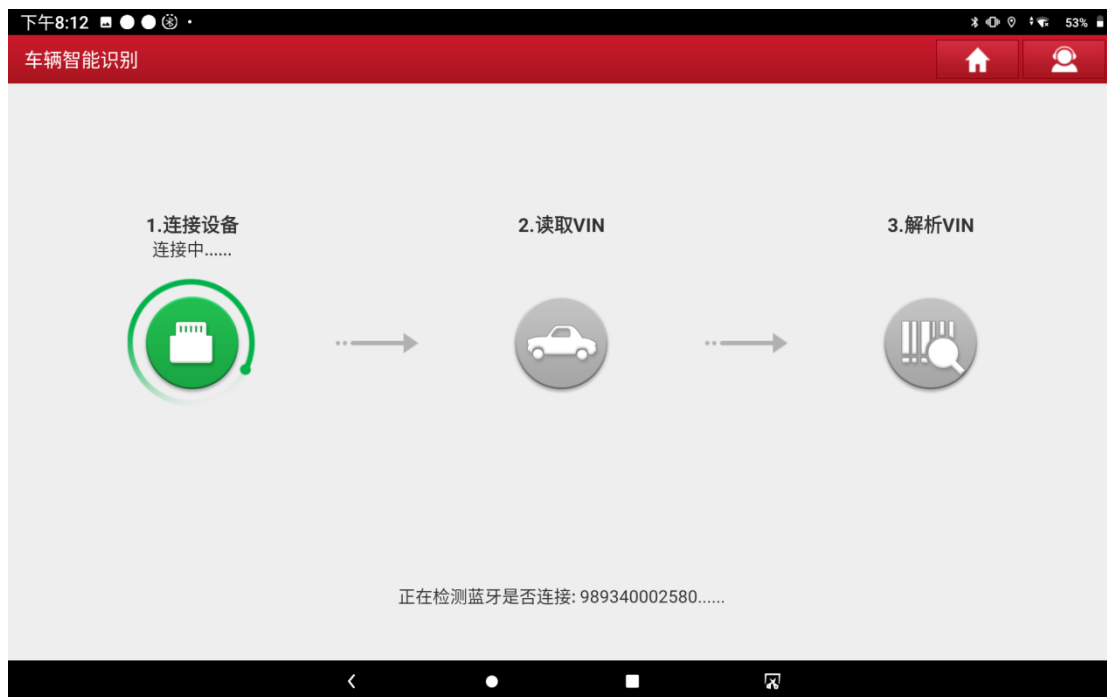 下午8:12
53%
车辆智能识别
1.连接设备
连接中......
2.读取VIN
3.解析VIN
正在检测蓝牙是否连接: 989340002580......